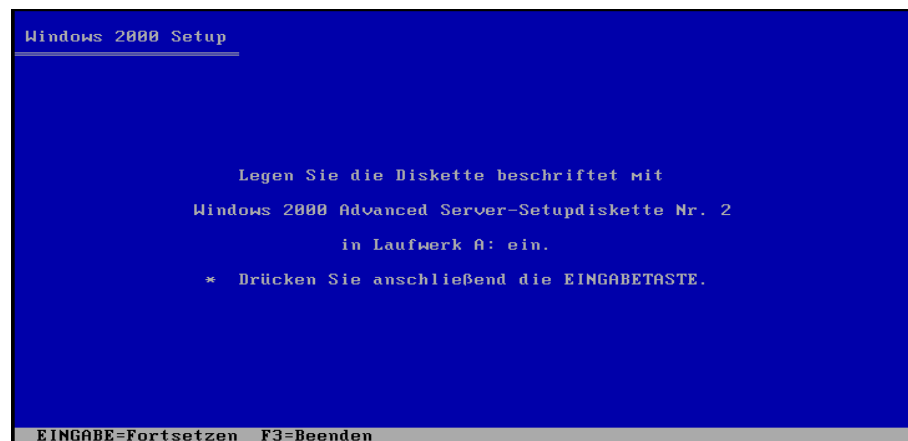 Windows 2000 Setup
Legen Sie die Diskette beschriftet mit
Windows 2000 Advanced Server-Setupdiskette Nr. 2
in Laufwerk A: ein.
* Drücken Sie anschließend die EINGABETASTE.
EINGABE=Fortsetzen F3=Beenden